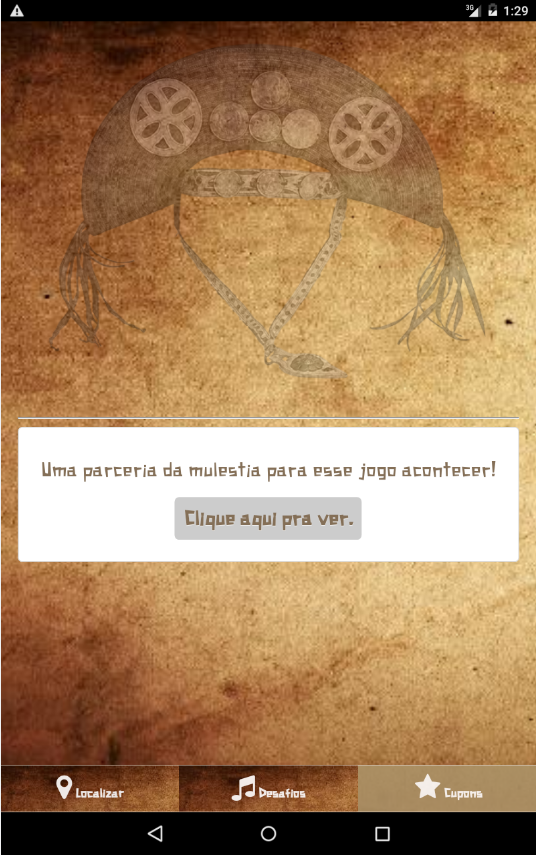 3G 1:29
Uma parceria da mulestia para esse jogo acontecer!
Clique aqui pra ver.
Localizar Desafios Cupons